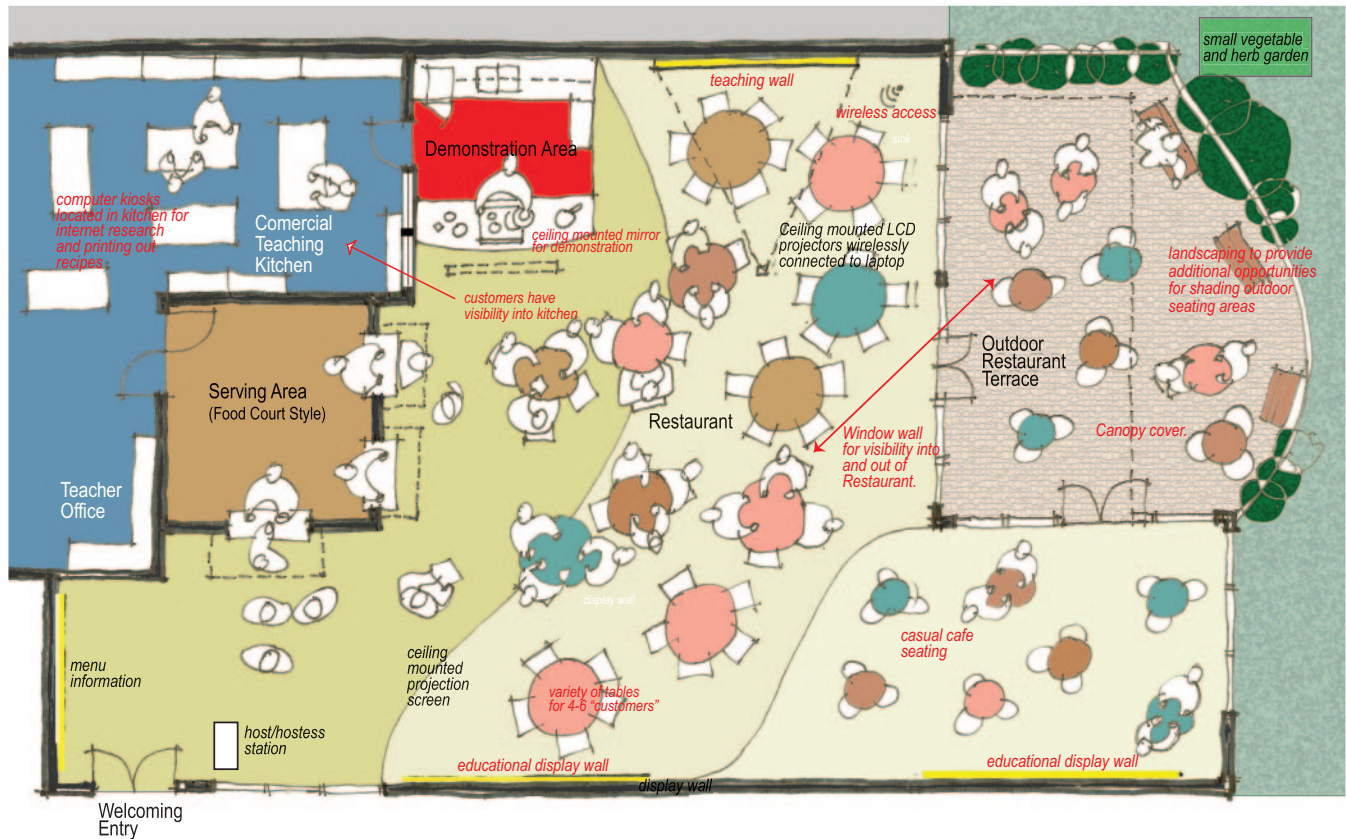 small vegetable
and herb garden
teaching wall
wireless access
sink
Demonstration Area
computer kiosks
located in kitchen for
internet research
and printing out
recipes
Comercial
Teaching
Kitchen
ceiling mounted mirror
for demonstration
Ceiling mounted LCD
projectors wirelessly
connected to laptop
landscaping to provide
additional opportunities
for shading outdoor
seating areas
customers have
visibility into kitchen
Outdoor
Restaurant
Terrace
Serving Area
(Food Court Style)
Restaurant
Canopy cover.
Window wall
for visibility into
and out of
Restaurant.
Teacher
Office
display wall
casual cafe
seating
menu
information
ceiling
mounted
projection
screen
variety of tables
for 4-6 “customers”
host/hostess
station
educational display wall
educational display wall
display wall
Welcoming
Entry